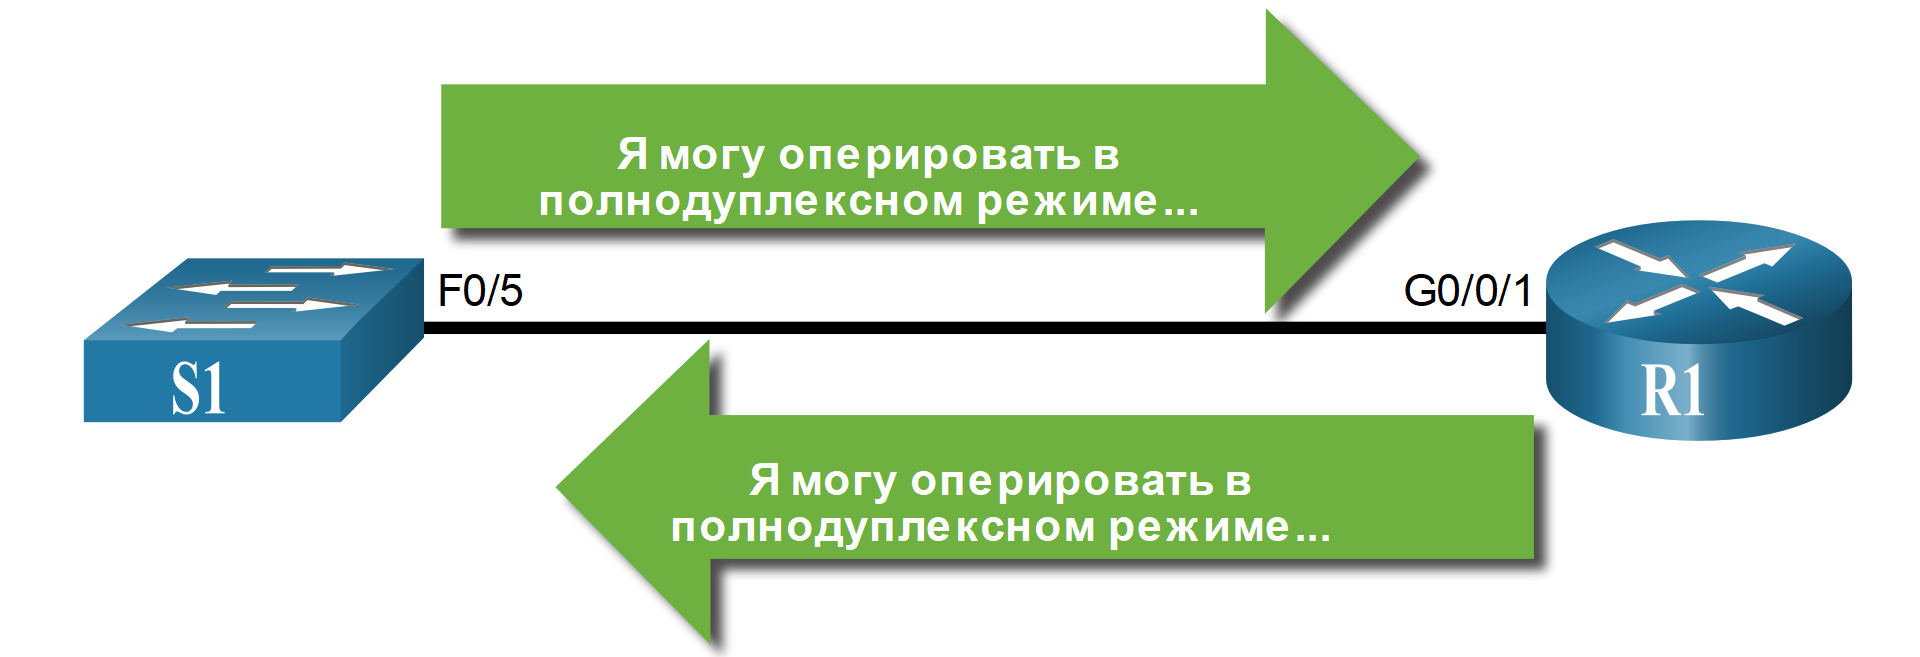 Я могу оперировать в
полнодуплексном режиме...
F0/5
G0/0/1
S1
R1
Я могу оперировать в
полнодуплексном режиме...